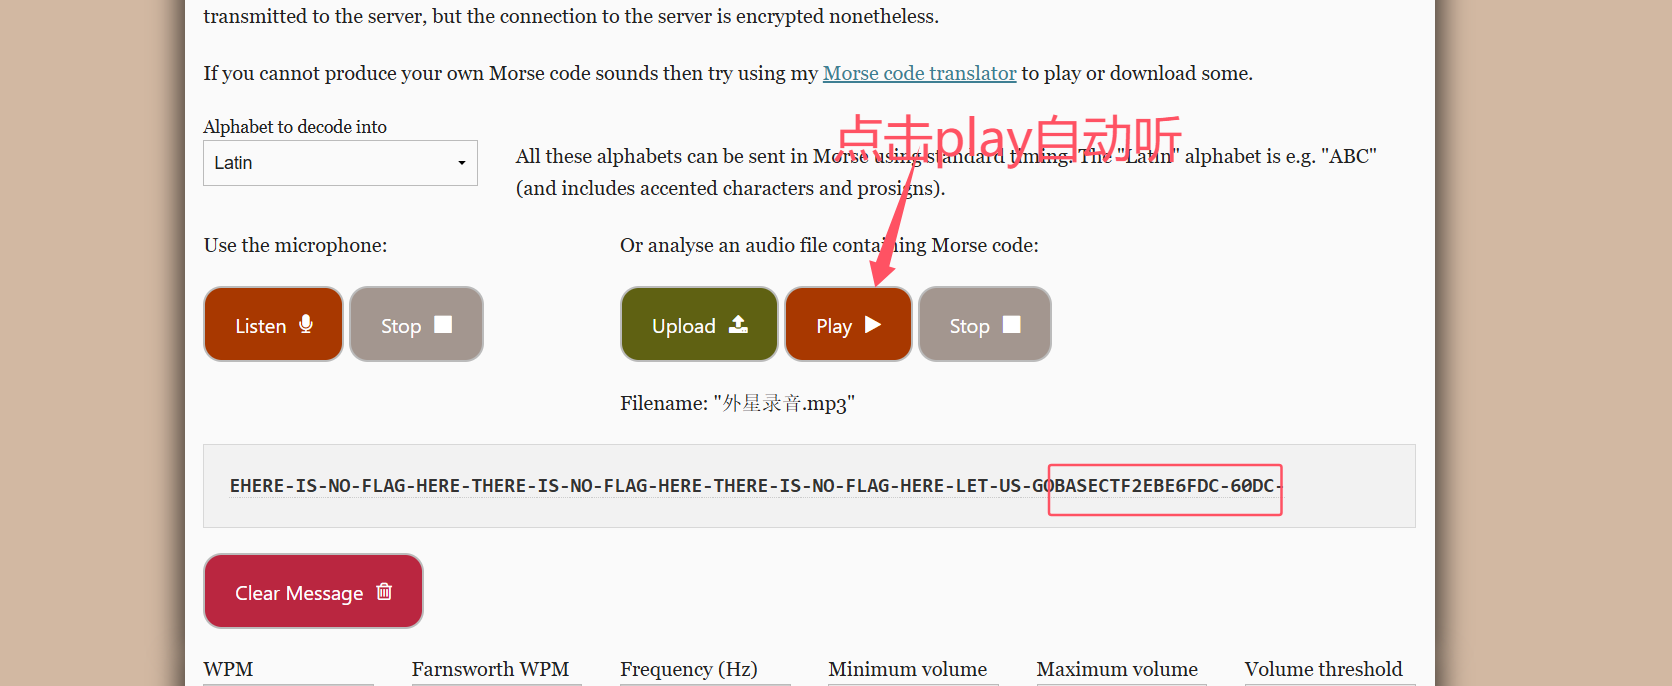 transmitted to the server, but the connection to the server is encrypted nonetheless.
If you cannot produce your own Morse code sounds then try using my Morse code translator to play or download some.
Alphabet to decode into
Latin
点击play自动听
All these alphabets can be sent in Morse using standard timing. The "Latin" alphabet is e.g. "ABC"
(and includes accented characters and prosigns).
Use the microphone:
Or analyse an audio file containing Morse code:
Listen
Stop
Upload
Play
Stop
Filename: "外星录音.mp3"
EHERE-IS-NO-FLAG-HERE-THERE-IS-NO-FLAG-HERE-THERE-IS-NO-FLAG-HERE-LET-US-GOBASECTF2EBE6FDC-60DC-
Clear Message
WPM
Farnsworth WPM
Frequency (Hz)
Minimum volume
Maximum volume
Volume threshold